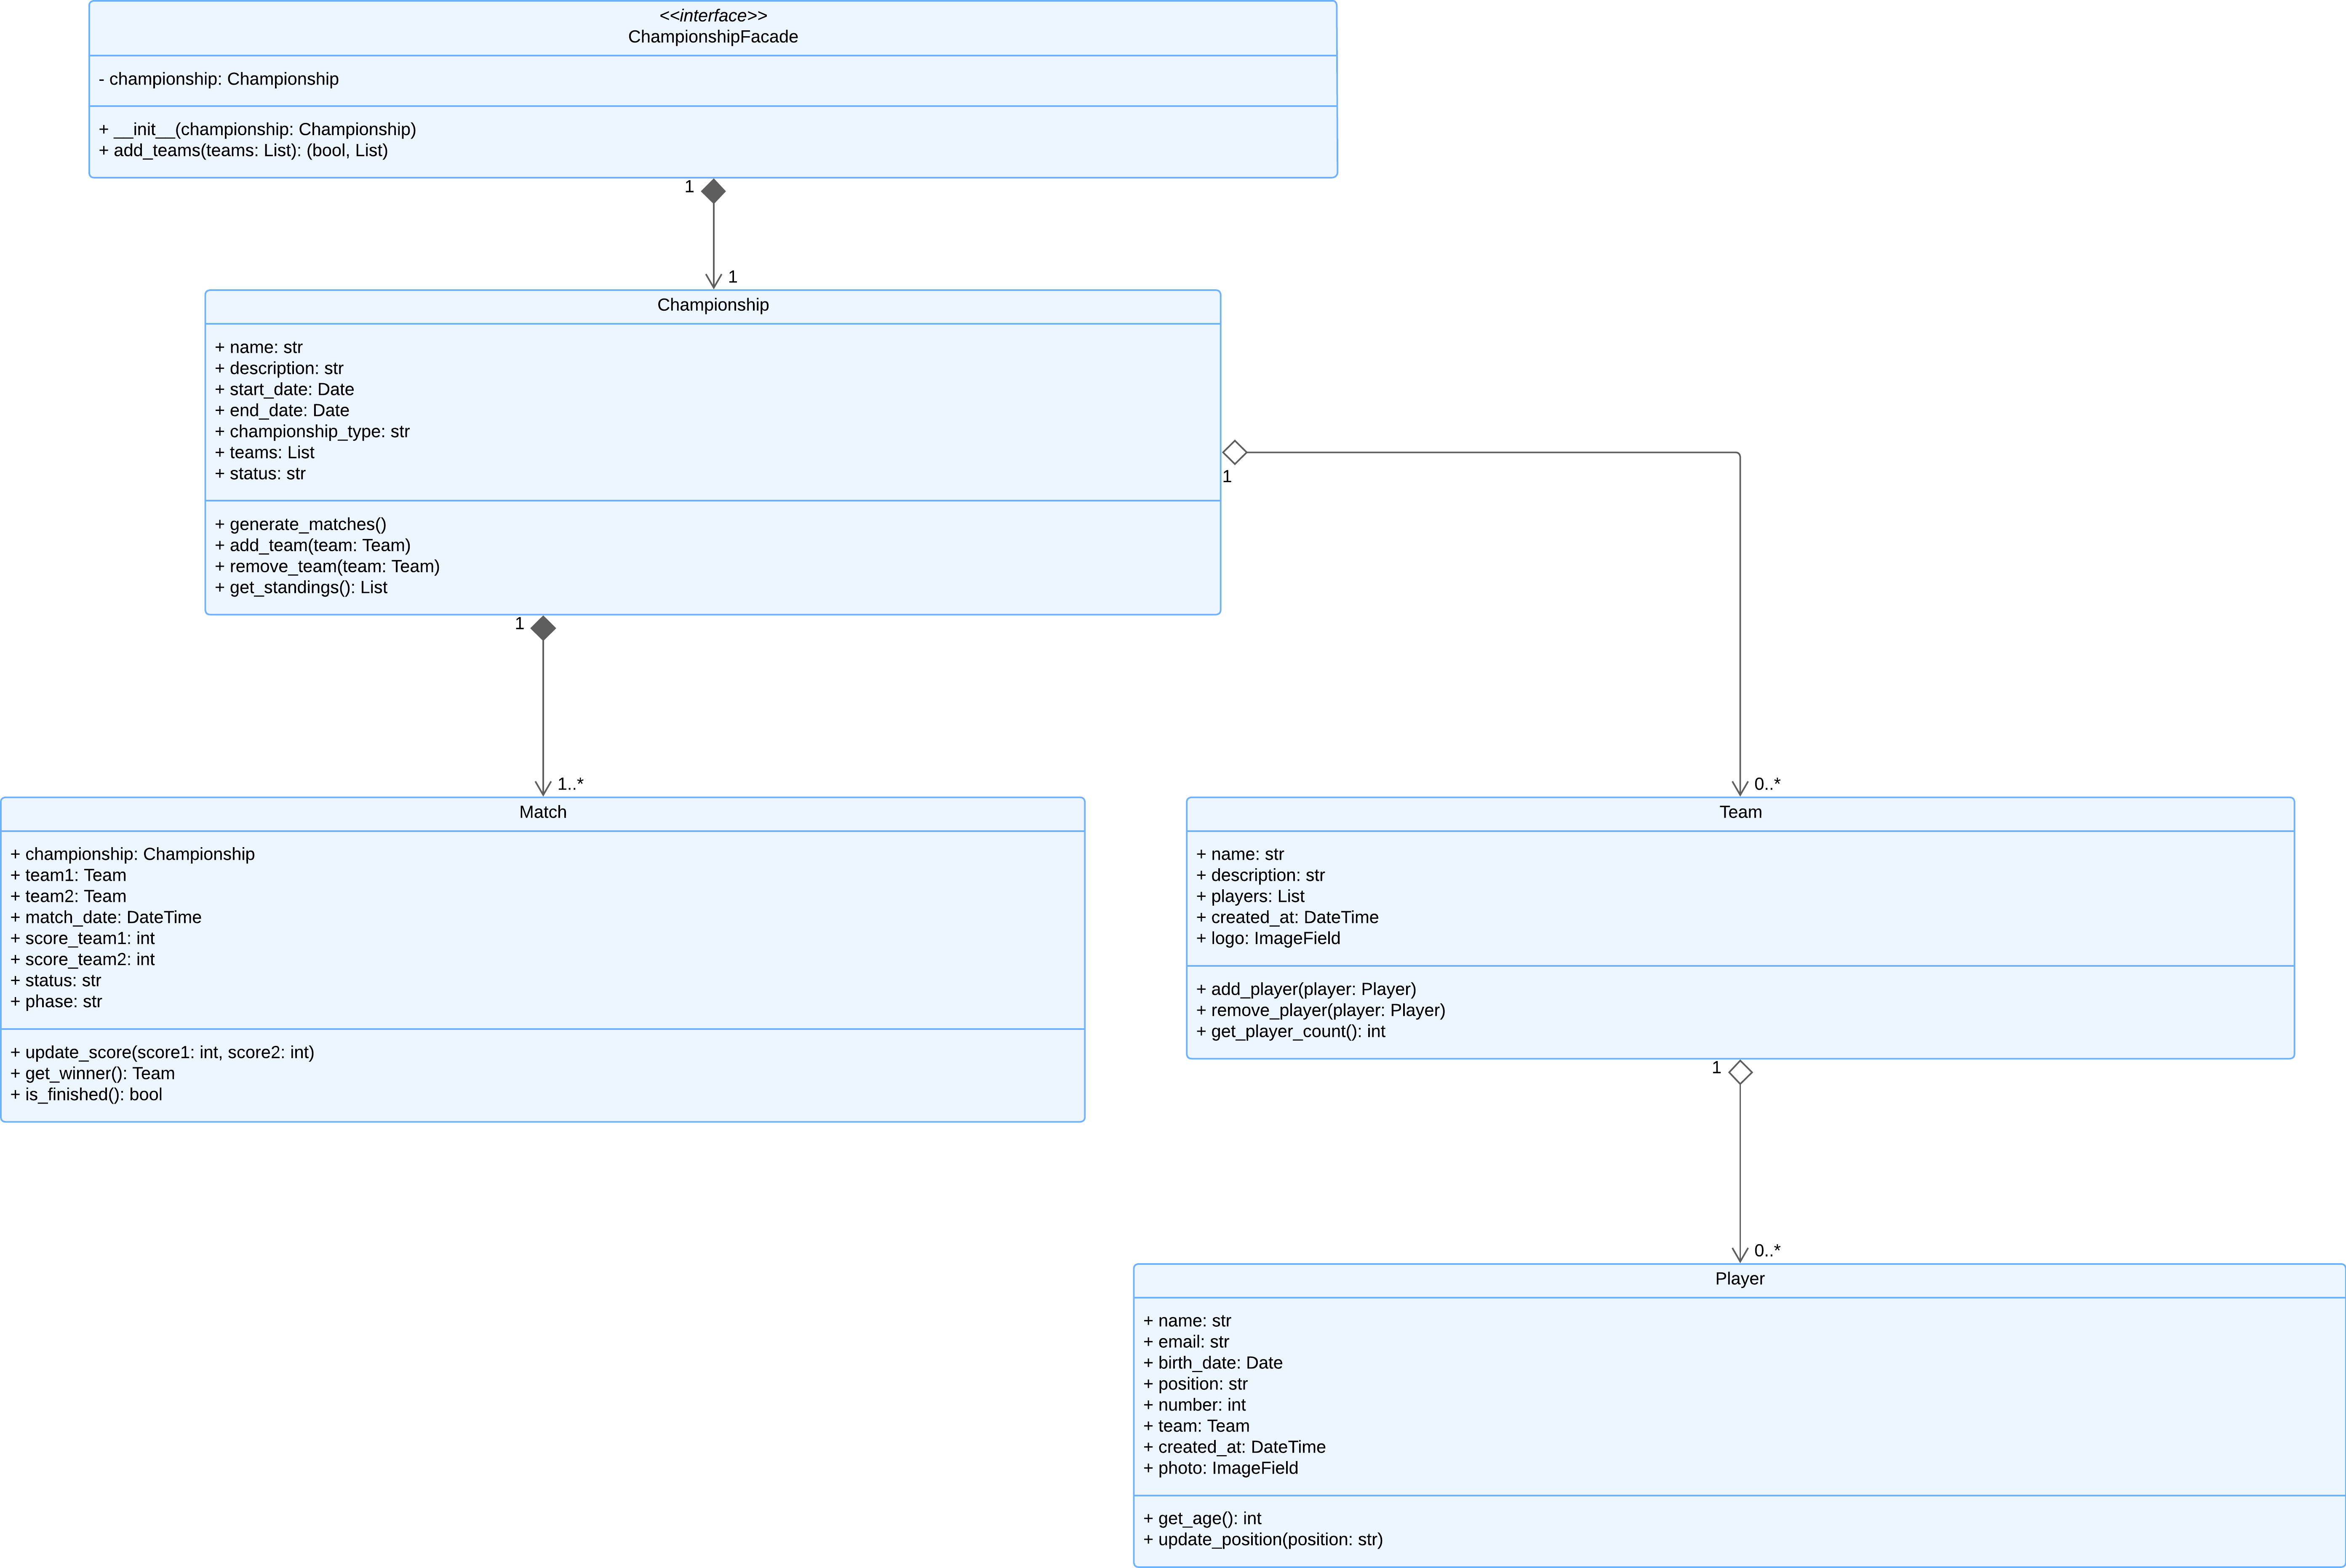 <<interface>>
ChampionshipFacade
- championship: Championship
+ __init__(championship: Championship)
+ add_teams(teams: List): (bool, List)
1
1
Championship
+ name: str
+ description: str
+ start_date: Date
+ end_date: Date
+ championship_type: str
+ teams: List
+ status: str
1
+ generate_matches()
+ add_team(team: Team)
+ remove_team(team: Team)
+ get_standings(): List
1
1..*
0..*
Match
+ championship: Championship
+ team1: Team
+ team2: Team
+ match_date: DateTime
+ score_team1: int
+ score_team2: int
+ status: str
+ phase: str
+ update_score(score1: int, score2: int)
+ get_winner(): Team
+ is_finished(): bool
Team
+ name: str
+ description: str
+ players: List
+ created_at: DateTime
+ logo: ImageField
+ add_player(player: Player)
+ remove_player(player: Player)
+ get_player_count(): int
1
0..*
Player
+ name: str
+ email: str
+ birth_date: Date
+ position: str
+ number: int
+ team: Team
+ created_at: DateTime
+ photo: ImageField
+ get_age(): int
+ update_position(position: str)